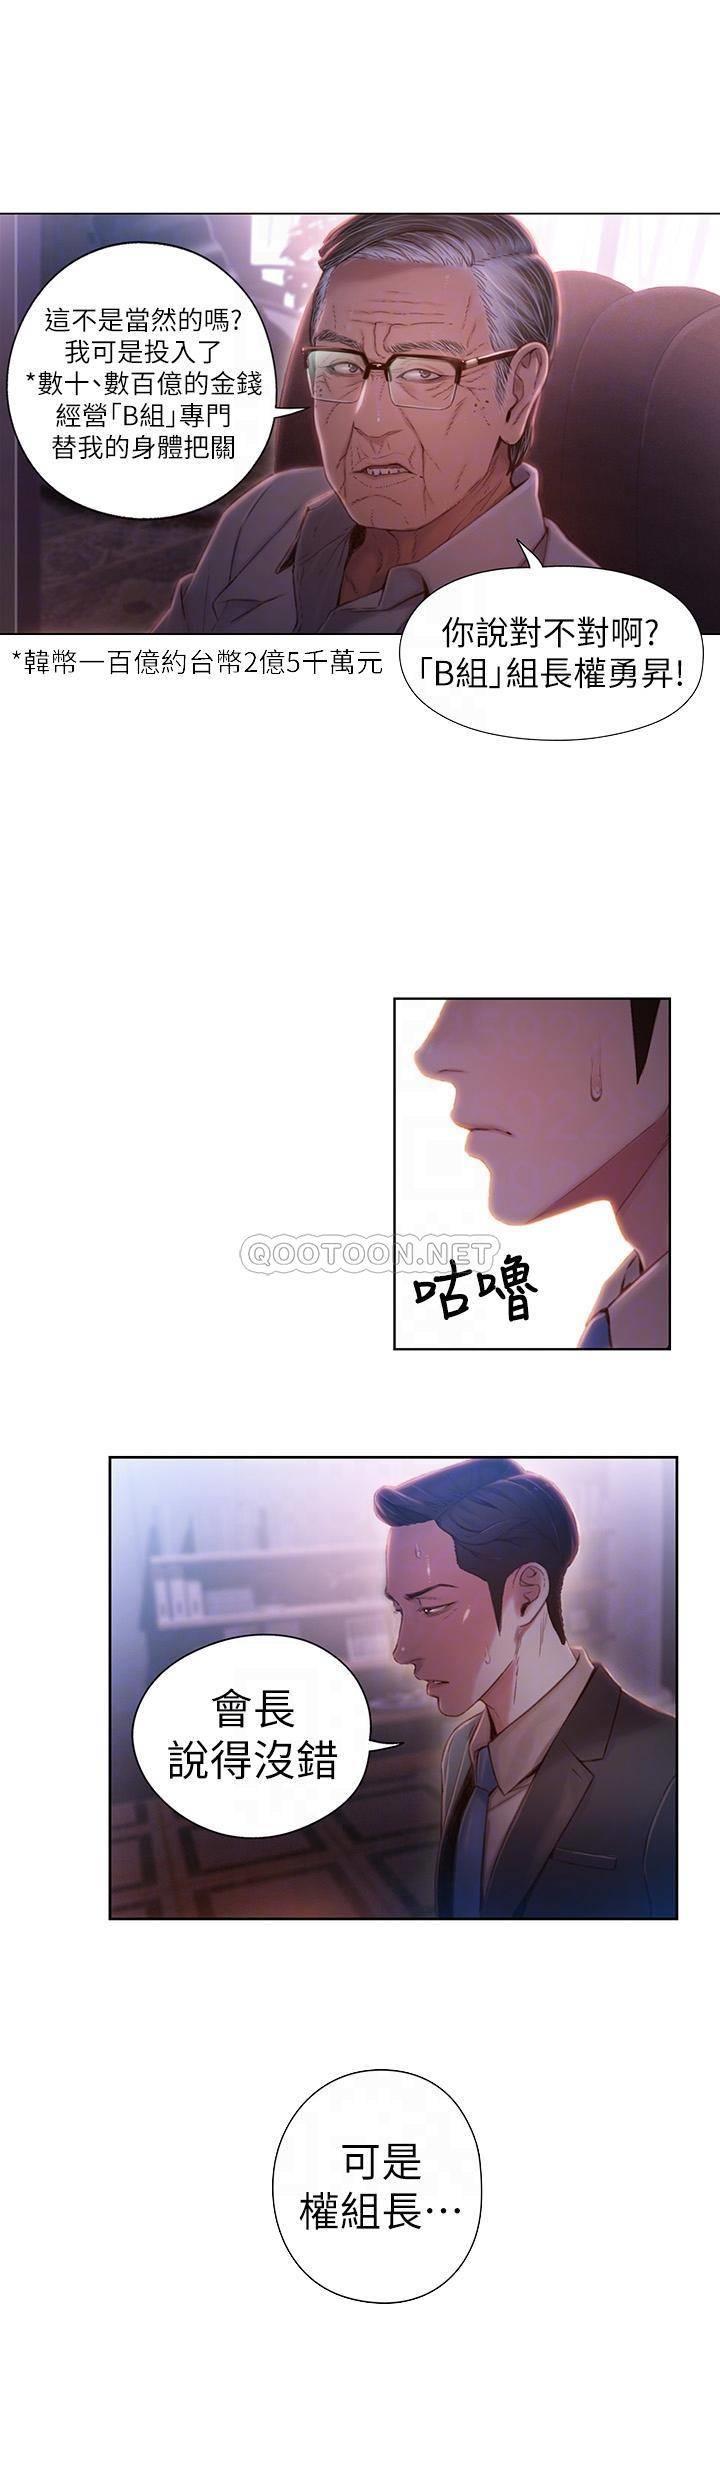 這不是當然的嗎?
我可是投入了
*數十、數百億的金錢
經營「B組」專門
替我的身體把關
你說對不對啊?
「B組」組長權勇昇!
*韓幣一百億約台幣2億5千萬元
QOOTOON.NET
咕嚕
會長
說得沒錯
可是
權組長…